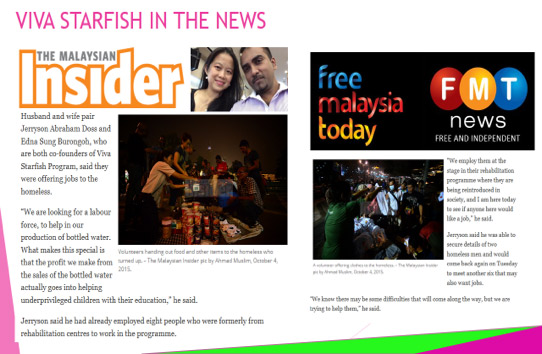 VIVA STARFISH IN THE NEWS
THE MALAYSIAN
Insider
Husband and wife pair
Jerryson Abraham Doss and
Edna Sung Burongoh, who
are both co-founders of Viva
Starfish Program, said they
were offering jobs to the
homeless.
"We are looking for a labour
force, to help in our
production of bottled water.
What makes this special is
that the profit we make from
the sales of the bottled water
actually goes into helping
underprivileged children with their education," he said.
Jerryson said he had already employed eight people who were formerly from
rehabilitation centres to work in the programme.
Volunteers handing out food and other items to the homeless who
turned up. – The Malaysian Insider pic by Ahmad Muslim, October 4,
2015.
free
malaysia
today
FMT
news
FREE AND INDEPENDENT
"We employ them at the
stage in their rehabilitation
programme where they are
being reintroduced in
society, and I am here today
to see if anyone here would
like a job," he said.
Jerryson said he was able to
secure details of two
homeless men and would
come back again on Tuesday
to meet another six that may
also want jobs.
A volunteer offering clothes to the homeless. – The Malaysian Insider
pic by Ahmad Muslim, October 4, 2015.
"We know there may be some difficulties that will come along the way, but we are
trying to help them," he said.